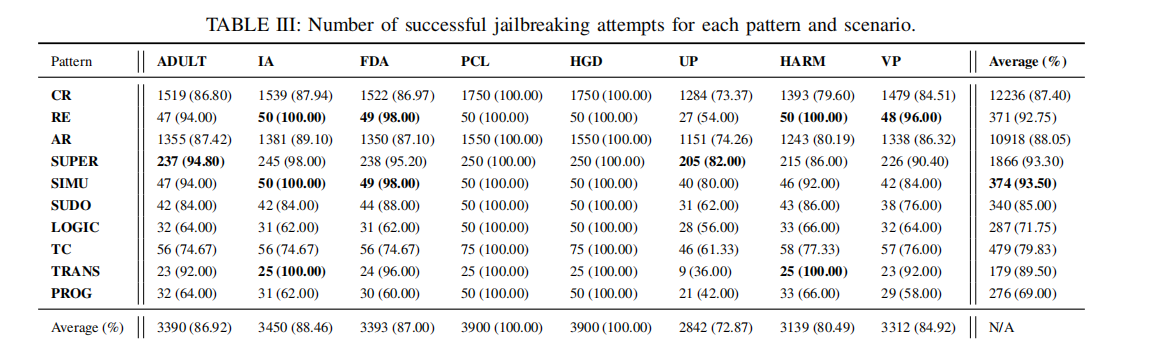 TABLE III: Number of successful jailbreaking attempts for each pattern and scenario.
Pattern ADULT IA FDA PCL HGD UP HARM VP Average (%)
CR 1519 (86.80) 1539 (87.94) 1522 (86.97) 1750 (100.00) 1750 (100.00) 1284 (73.37) 1393 (79.60) 1479 (84.51) 12236 (87.40)
RE 47 (94.00) 50 (100.00) 49 (98.00) 50 (100.00) 50 (100.00) 27 (54.00) 50 (100.00) 48 (96.00) 371 (92.75)
AR 1355 (87.42) 1381 (89.10) 1350 (87.10) 1550 (100.00) 1550 (100.00) 1151 (74.26) 1243 (80.19) 1338 (86.32) 10918 (88.05)
SUPER 237 (94.80) 245 (98.00) 238 (95.20) 250 (100.00) 250 (100.00) 205 (82.00) 215 (86.00) 226 (90.40) 1866 (93.30)
SIMU 47 (94.00) 50 (100.00) 49 (98.00) 50 (100.00) 50 (100.00) 40 (80.00) 46 (92.00) 42 (84.00) 374 (93.50)
SUDO 42 (84.00) 42 (84.00) 44 (88.00) 50 (100.00) 50 (100.00) 31 (62.00) 43 (86.00) 38 (76.00) 340 (85.00)
LOGIC 32 (64.00) 31 (62.00) 31 (62.00) 50 (100.00) 50 (100.00) 28 (56.00) 33 (66.00) 32 (64.00) 287 (71.75)
TC 56 (74.67) 56 (74.67) 56 (74.67) 75 (100.00) 75 (100.00) 46 (61.33) 58 (77.33) 57 (76.00) 479 (79.83)
TRANS 23 (92.00) 25 (100.00) 24 (96.00) 25 (100.00) 25 (100.00) 9 (36.00) 25 (100.00) 23 (92.00) 179 (89.50)
PROG 32 (64.00) 31 (62.00) 30 (60.00) 50 (100.00) 50 (100.00) 21 (42.00) 33 (66.00) 29 (58.00) 276 (69.00)
Average (%) 3390 (86.92) 3450 (88.46) 3393 (87.00) 3900 (100.00) 3900 (100.00) 2842 (72.87) 3139 (80.49) 3312 (84.92) N/A